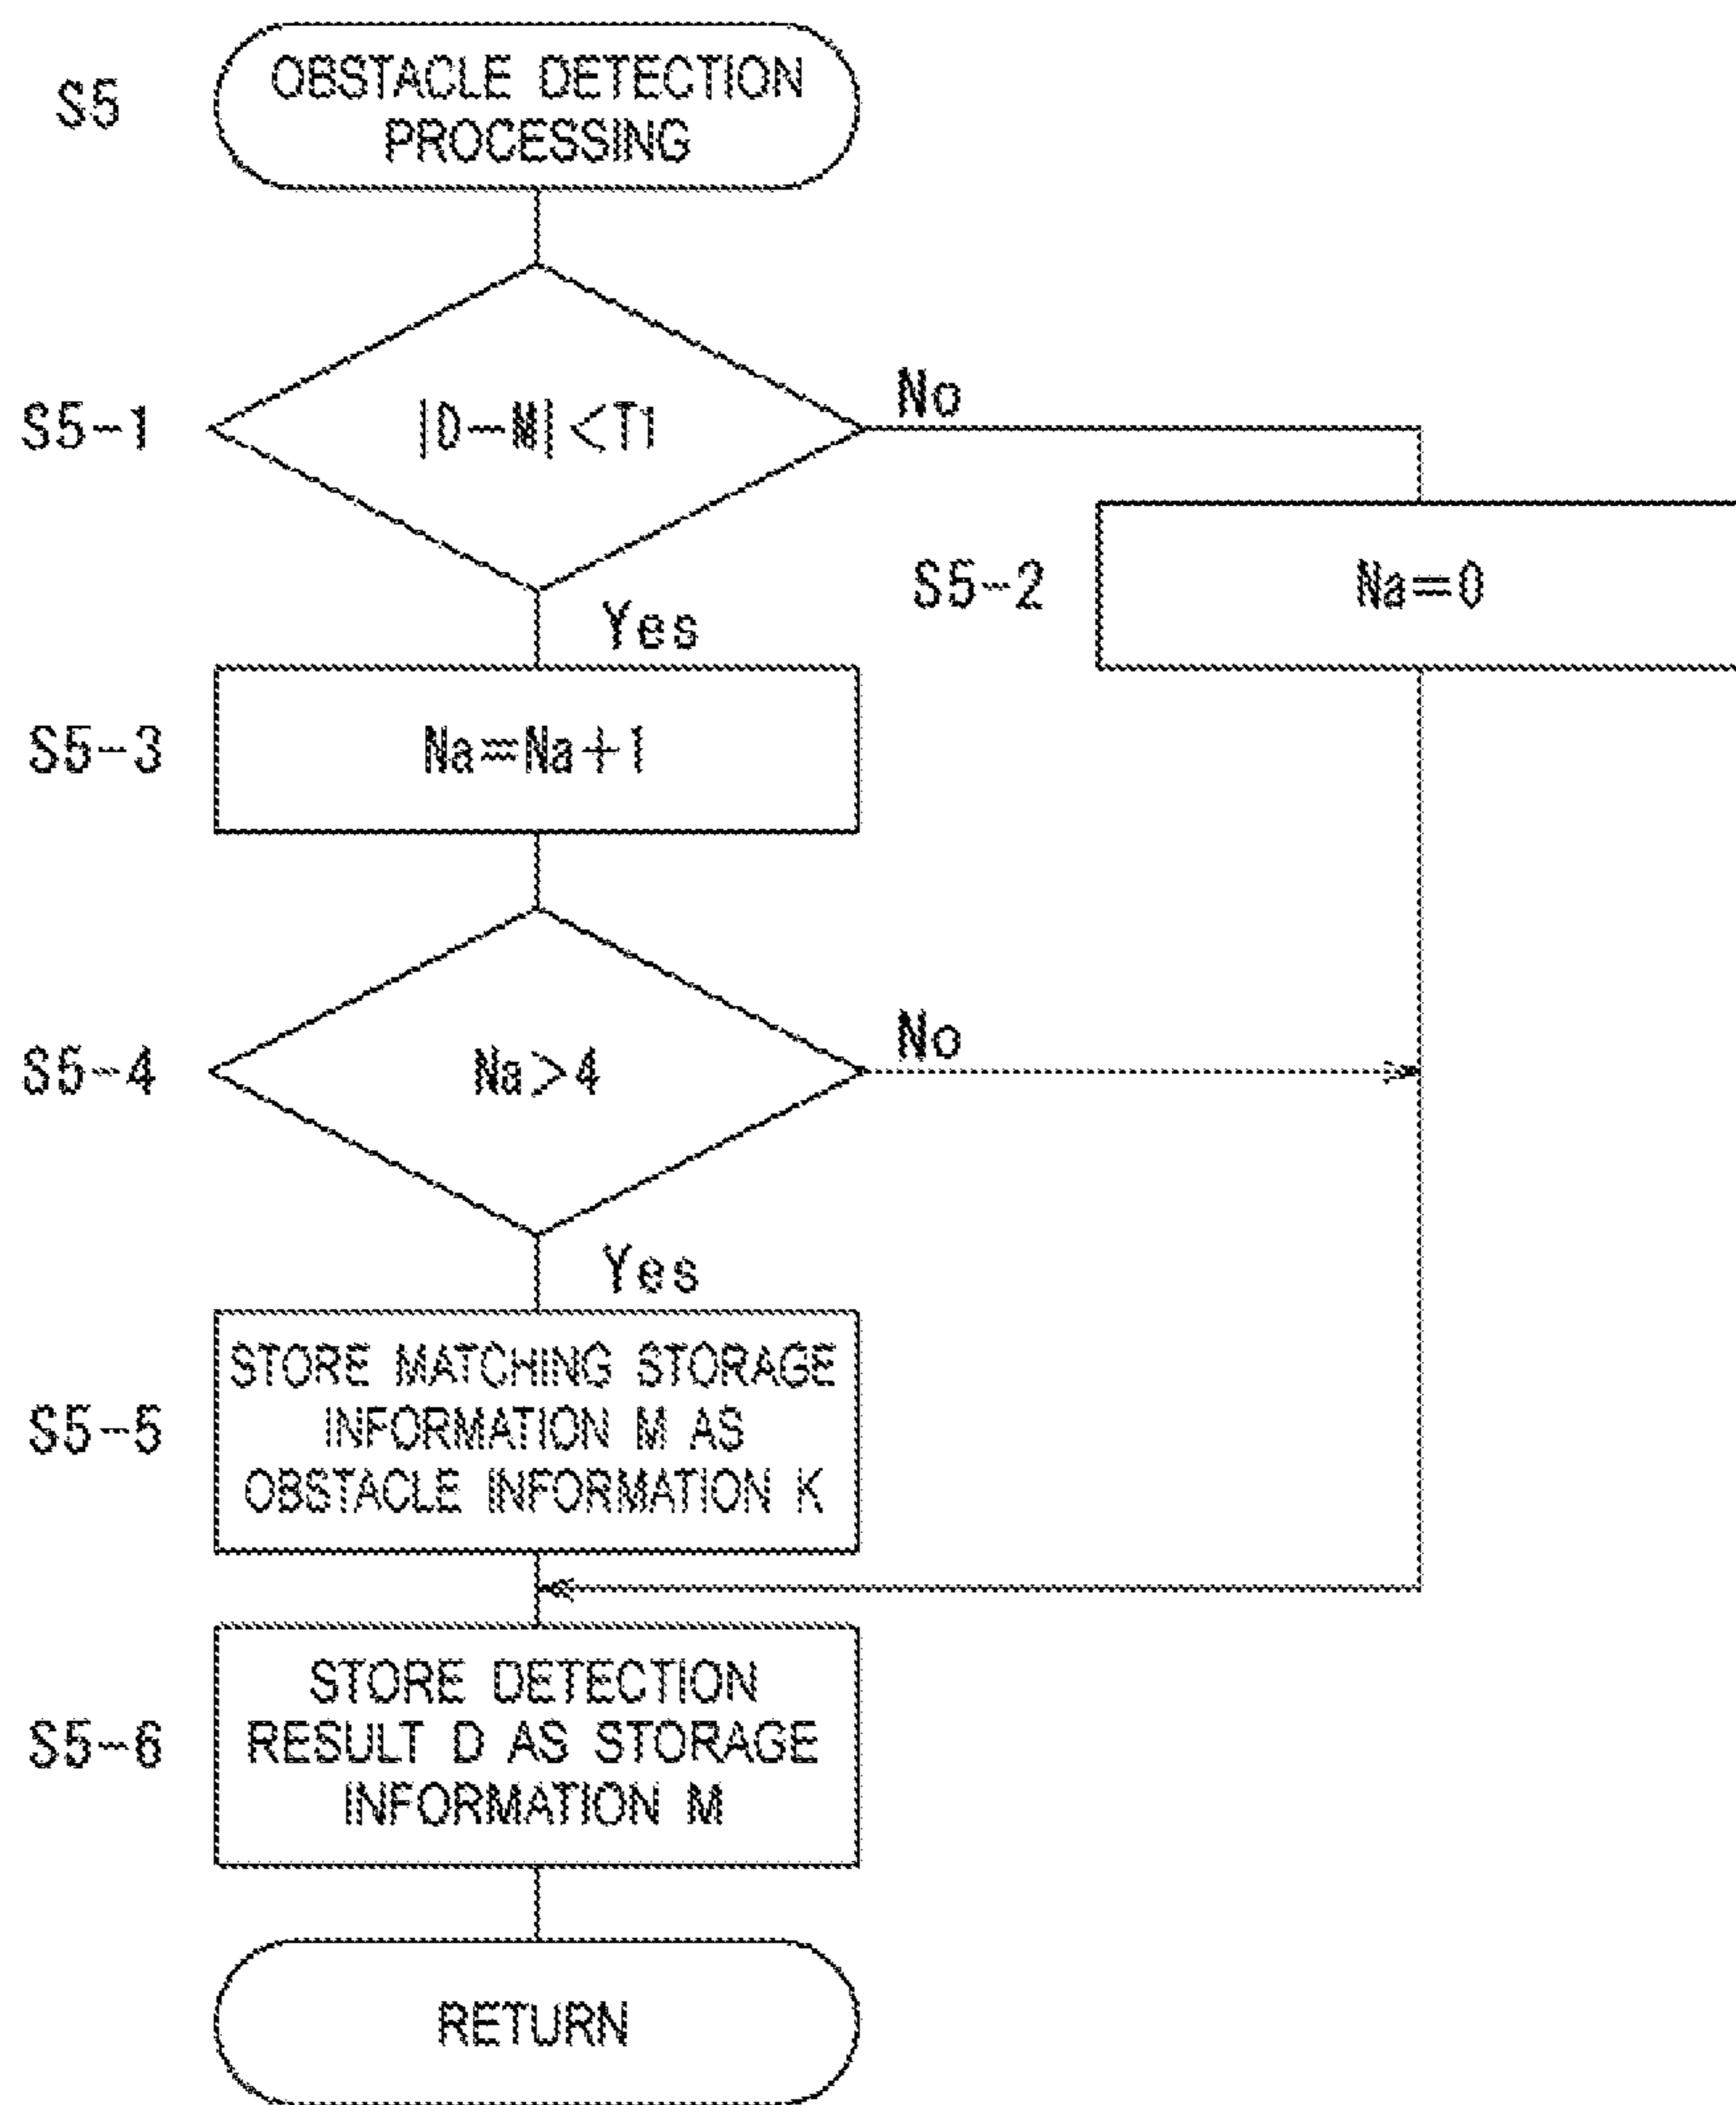 S5
OBSTACLE DETECTION
PROCESSING
S5-1
|D-M|<T1
No
S5-2
Na=0
Yes
S5-3
Na=Na+1
S5-4
Na>4
No
Yes
S5-5
STORE MATCHING STORAGE
INFORMATION M AS
OBSTACLE INFORMATION K
S5-6
STORE DETECTION
RESULT D AS STORAGE
INFORMATION M
RETURN